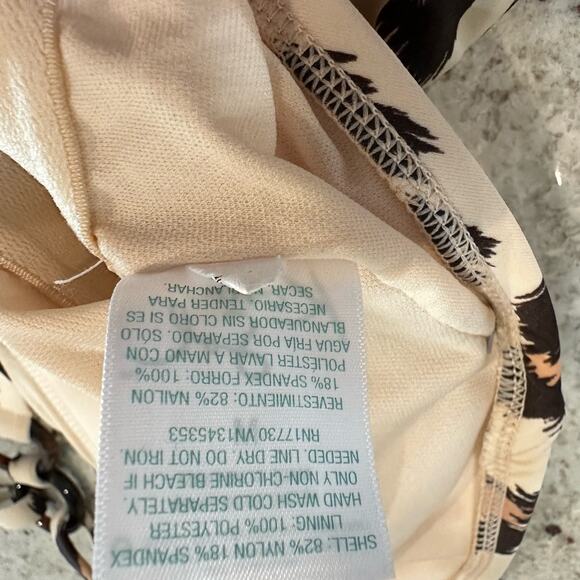 SHELL: 82% NYLON 18% SPANDEX
LINING: 100% POLYESTER
HAND WASH COLD SEPARATELY.
ONLY NON-CHLORINE BLEACH IF
NEEDED. LINE DRY. DO NOT IRON.
RN17730 VN1345353
REVESTIMIENTO: 82% NAILON
18% SPANDEX FORRO: 100%
POLIESTER LAVAR A MANO CON
AGUA FRIA POR SEPARADO. SÓLO
BLANQUEADOR SIN CLORO SI ES
NECESARIO. TENDER PARA
SECAR.